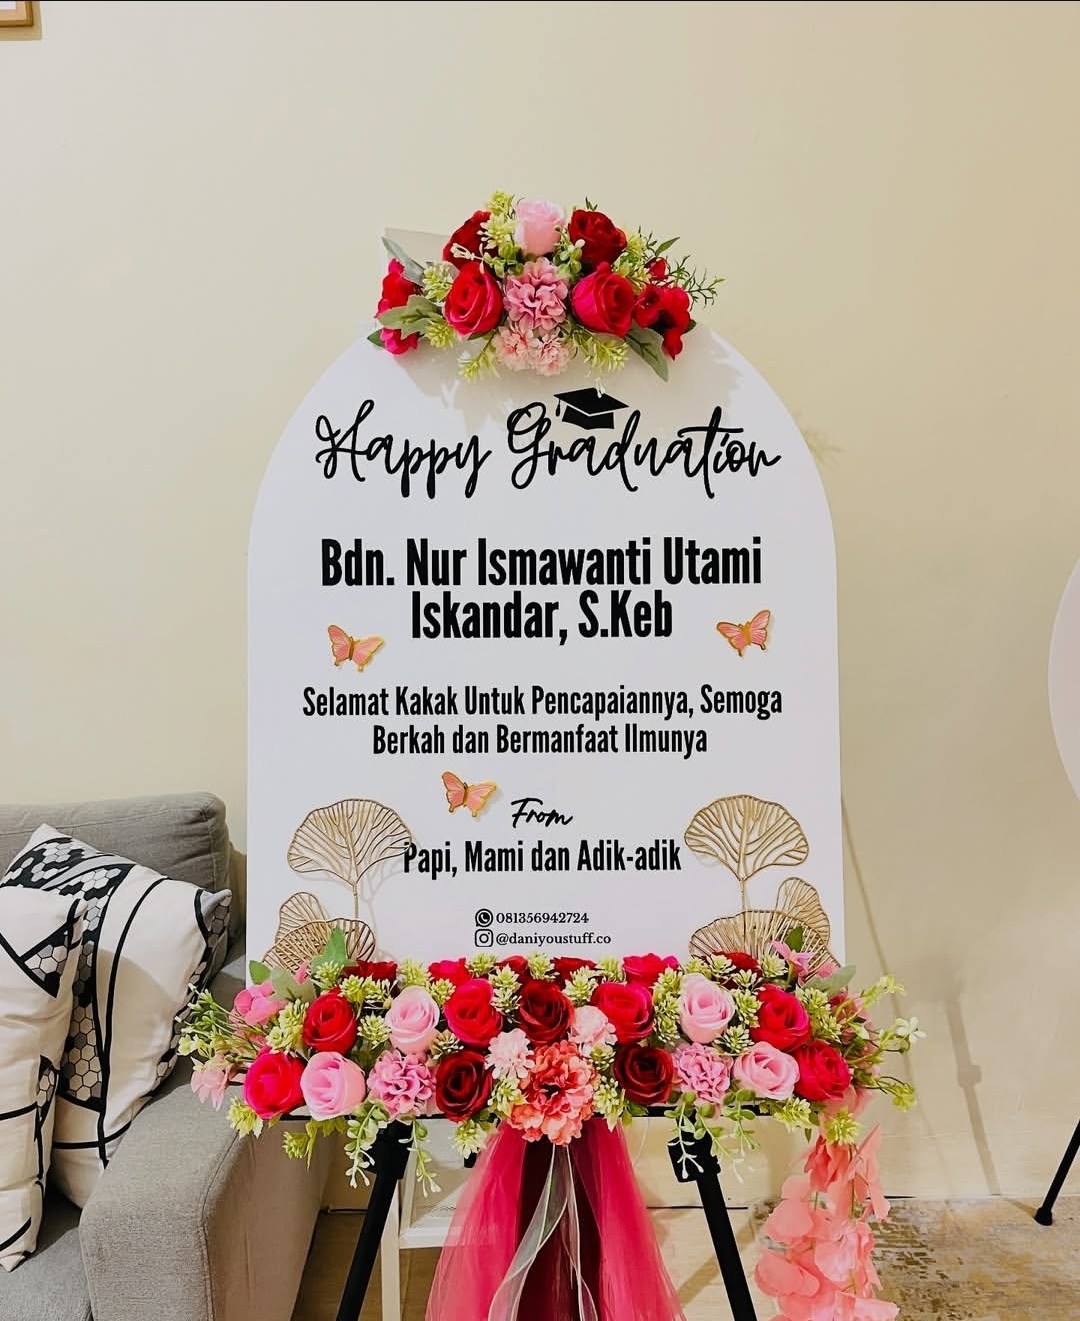 Happy Graduation
Bdn. Nur Ismawanti Utami
Iskandar, S.Keb
Selamat Kakak Untuk Pencapaiannya, Semoga
Berkah dan Bermanfaat Ilmunya
From
Papi, Mami dan Adik-adik
081356942724
@daniyoustuff.co